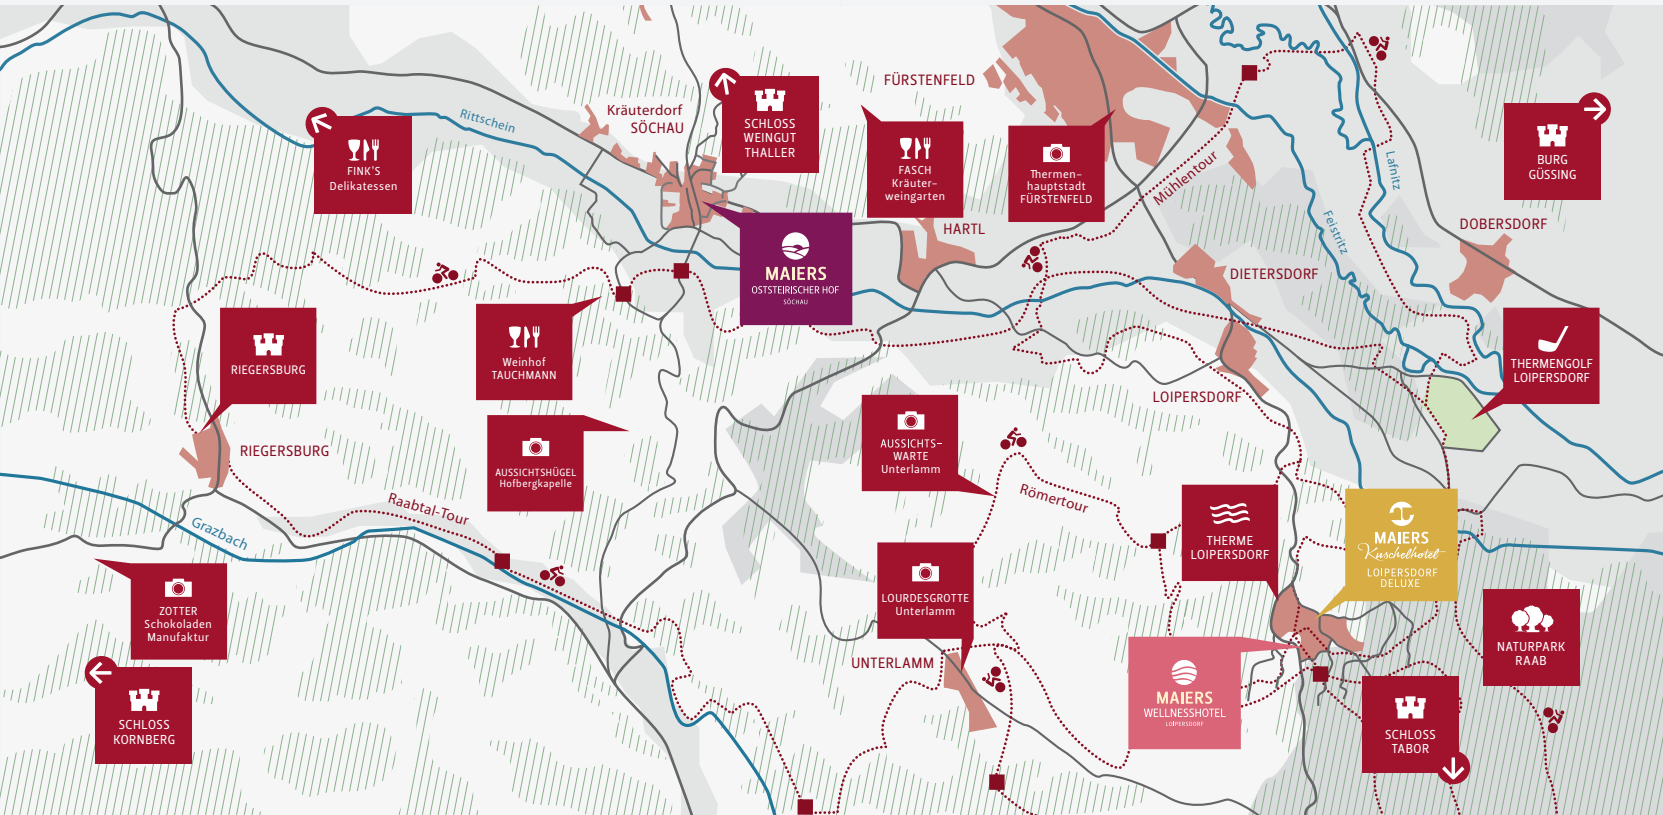 FÜRSTENFELD
Kräuterdorf
SÖCHAU
SCHLOSS
WEINGUT
THALLER
Rittschein
FINK'S
Delikatessen
FASCH
Kräuter-
weingarten
Thermen-
hauptstadt
FÜRSTENFELD
Mühlentour
Lafnitz
Feistritz
BURG
GÜSSING
DOBERSDORF
HARTL
DIETERSDORF
MAIERS
OSTSTEIRISCHER HOF
SÖCHAU
RIEGERSBURG
Weinhof
TAUCHMANN
THERMENGOLF
LOIPERSDORF
LOIPERSDORF
RIEGERSBURG
AUSSICHTSHÜGEL
Hofbergkapelle
AUSSICHTS-
WARTE
Unterlamm
Raabtal-Tour
Grazbach
Römertour
THERME
LOIPERSDORF
MAIERS
Kuschelhotel
LOIPERSDORF
DELUXE
ZOTTER
Schokoladen
Manufaktur
LOURDESGROTTE
Unterlamm
UNTERLAMM
NATURPARK
RAAB
SCHLOSS
KORNBERG
MAIERS
WELLNESSHOTEL
LOIPERSDORF
SCHLOSS
TABOR